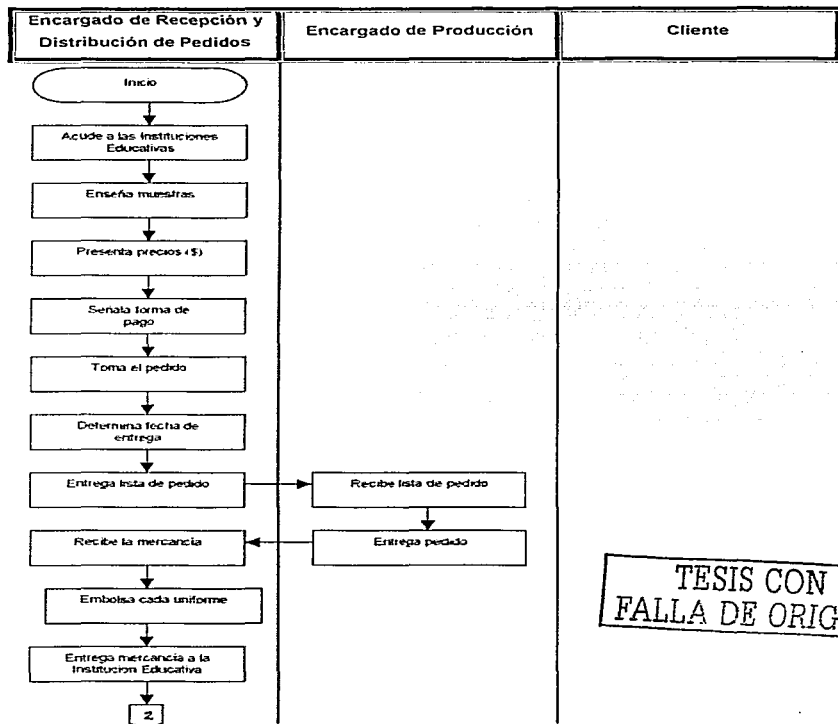 Encargado de Recepción y
Distribución de Pedidos
Encargado de Producción
Cliente
Inicio
Acude a las Instituciones
Educativas
Enseña muestras
Presenta precios ($)
Señala forma de
pago
Toma el pedido
Determina fecha de
entrega
Entrega lista de pedido
Recibe lista de pedido
Recibe la mercancía
Entrega pedido
Embolsa cada uniforme
Entrega mercancía a la
Institucion Educativa
2
TESIS CON
FALLA DE ORIG